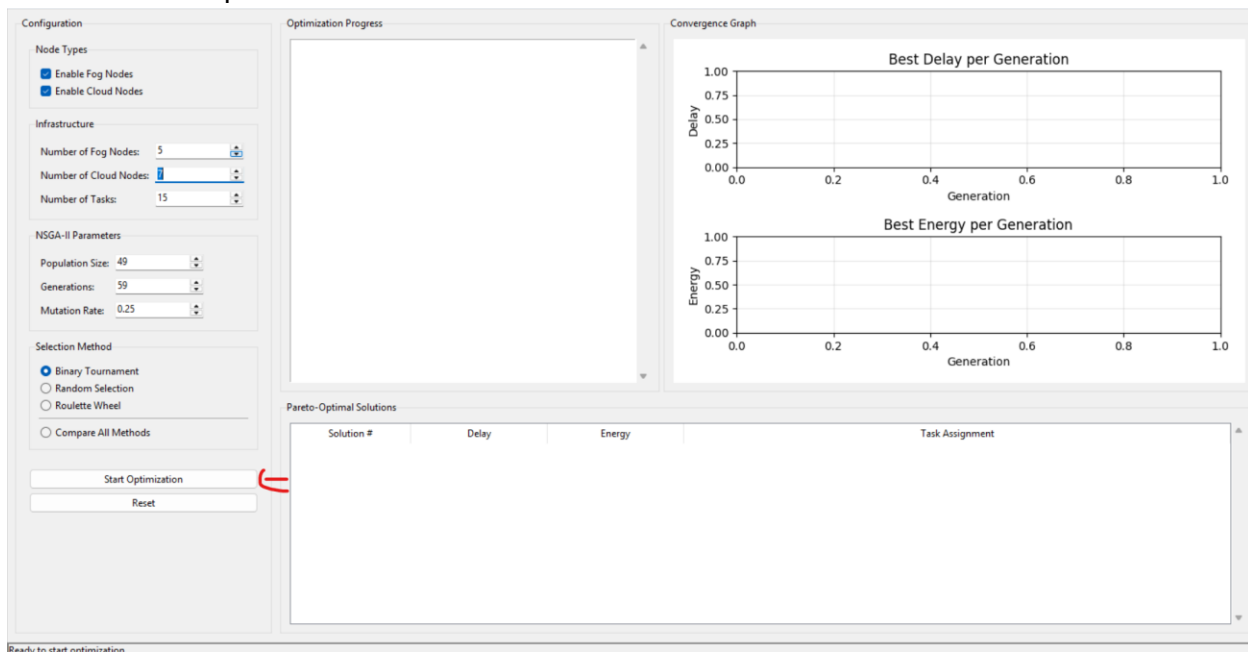 Configuration
Node Types
Enable Fog Nodes
Enable Cloud Nodes
Infrastructure
Number of Fog Nodes: 5
Number of Cloud Nodes: 7
Number of Tasks: 15
NSGA-II Parameters
Population Size: 49
Generations: 59
Mutation Rate: 0.25
Selection Method
Binary Tournament
Random Selection
Roulette Wheel
Compare All Methods
Start Optimization
Reset
Optimization Progress
Convergence Graph
Best Delay per Generation
Delay
1.00
0.75
0.50
0.25
0.00
0.0 0.2 0.4 0.6 0.8 1.0
Generation
Best Energy per Generation
Energy
1.00
0.75
0.50
0.25
0.00
0.0 0.2 0.4 0.6 0.8 1.0
Generation
Pareto-Optimal Solutions
Solution # Delay Energy Task Assignment
Ready to start optimization